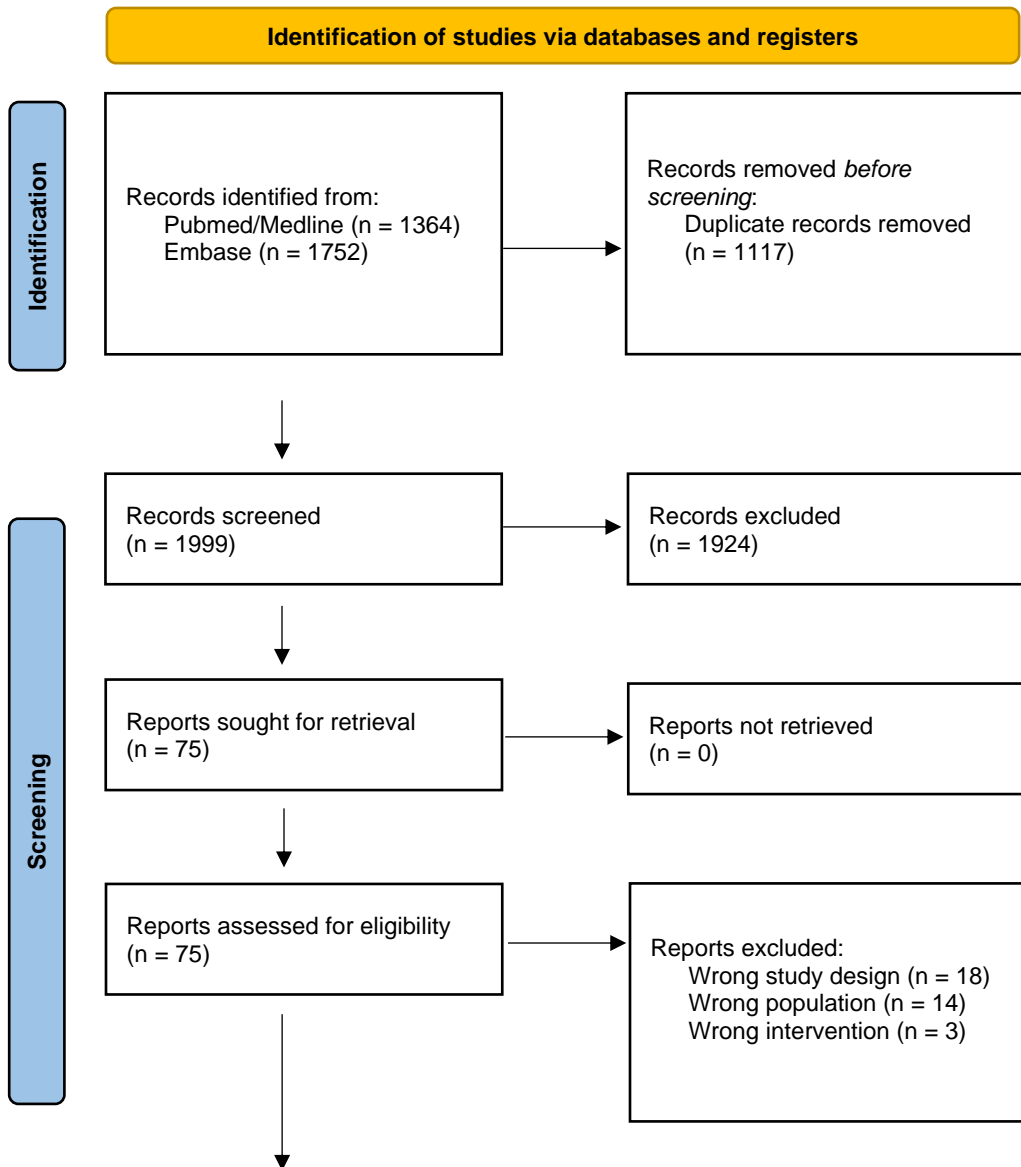 Identification of studies via databases and registers
Identification
Records identified from:
Pubmed/Medline (n = 1364)
Embase (n = 1752)
Records removed before
screening:
Duplicate records removed
(n = 1117)
Screening
Records screened
(n = 1999)
Records excluded
(n = 1924)
Reports sought for retrieval
(n = 75)
Reports not retrieved
(n = 0)
Reports assessed for eligibility
(n = 75)
Reports excluded:
Wrong study design (n = 18)
Wrong population (n = 14)
Wrong intervention (n = 3)